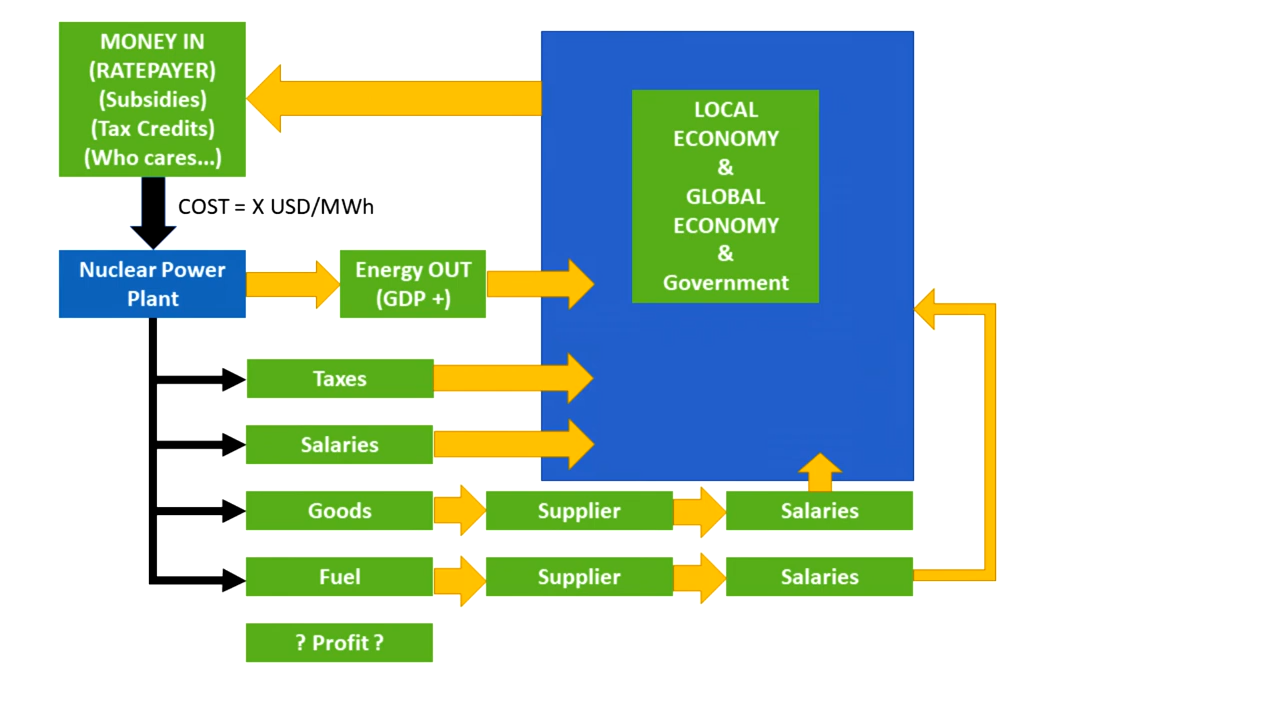 MONEY IN
(RATEPAYER)
(Subsidies)
(Tax Credits)
(Who cares...)
LOCAL
ECONOMY
&
GLOBAL
ECONOMY
&
Government
COST = X USD/MWh
Nuclear Power
Plant
Energy OUT
(GDP +)
Taxes
Salaries
Goods
Supplier
Salaries
Fuel
Supplier
Salaries
? Profit ?